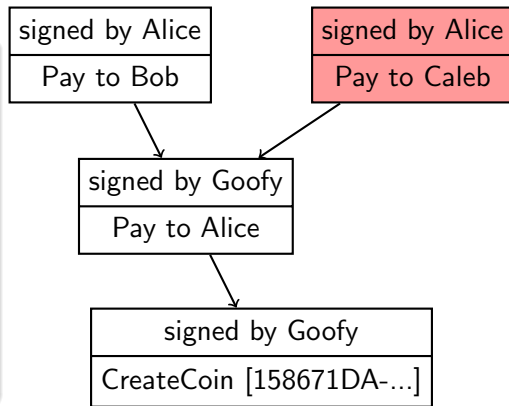 signed by Alice
Pay to Bob
signed by Alice
Pay to Caleb
signed by Goofy
Pay to Alice
signed by Goofy
CreateCoin [158671DA-...]